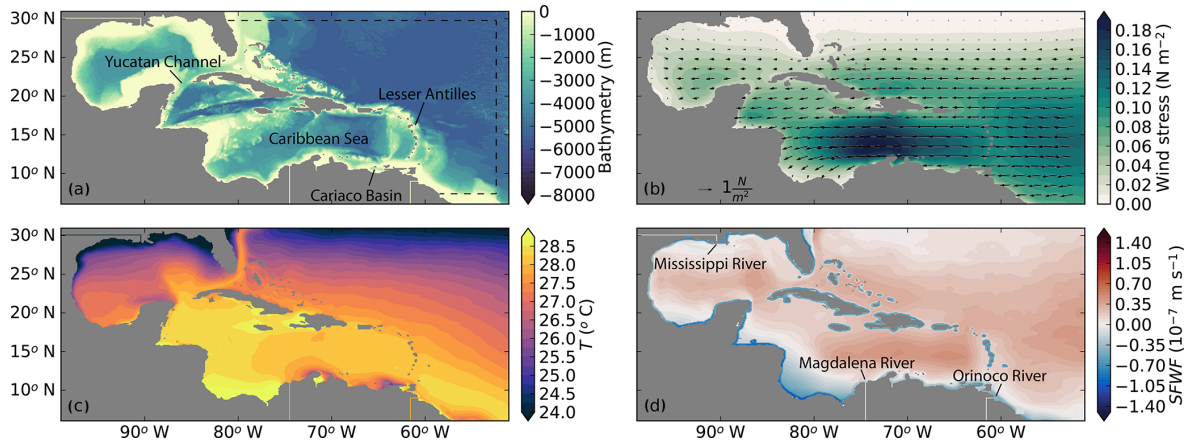 30° N
25° N
20° N
15° N
10° N
Yucatan Channel
Lesser Antilles
Caribbean Sea
Cariaco Basin
(a)
0
−1000
−2000
−3000
−4000
−5000
−6000
−7000
−8000
Bathymetry (m)
(b)
1 N/m²
0.18
0.16
0.14
0.12
0.10
0.08
0.06
0.04
0.02
0.00
Wind stress (N m⁻²)
30° N
25° N
20° N
15° N
10° N
(c)
90° W
80° W
70° W
60° W
28.5
28.0
27.5
27.0
26.5
26.0
25.5
25.0
24.5
24.0
T (° C)
Mississippi River
Magdalena River
Orinoco River
(d)
90° W
80° W
70° W
60° W
1.40
1.05
0.70
0.35
0.00
−0.35
−0.70
−1.05
−1.40
SFWF (10⁻⁷ m s⁻¹)